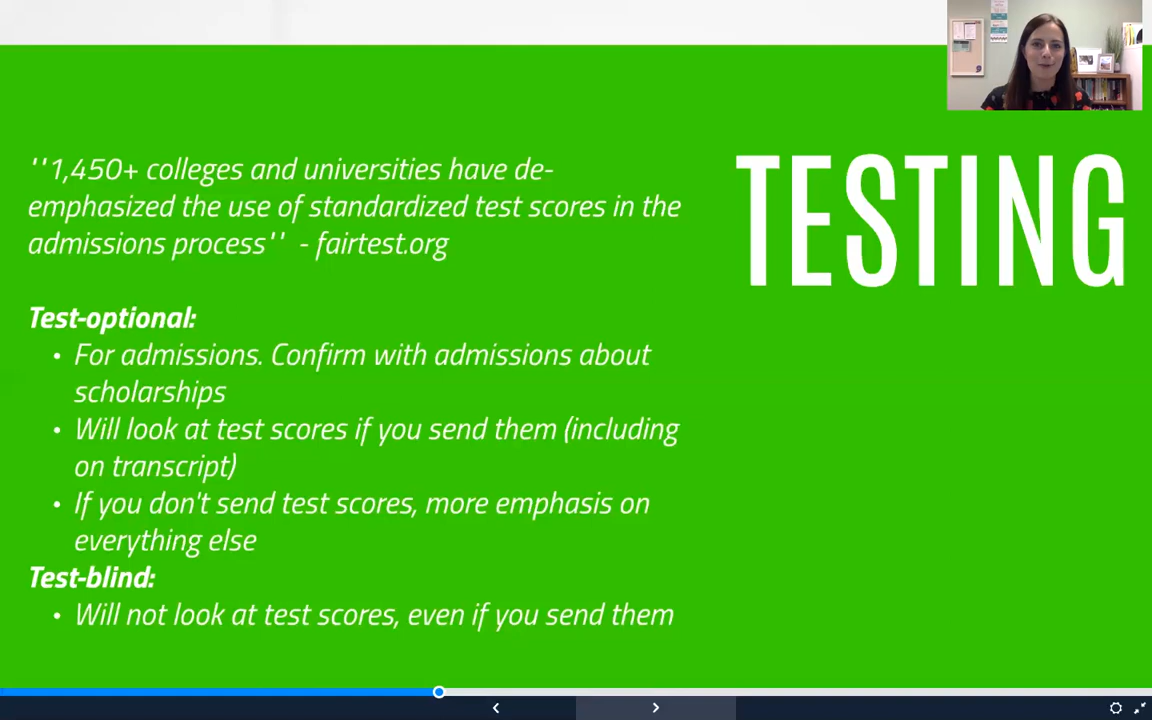 ''1,450+ colleges and universities have de-
emphasized the use of standardized test scores in the
admissions process'' - fairtest.org
TESTING
Test-optional:
• For admissions. Confirm with admissions about
scholarships
• Will look at test scores if you send them (including
on transcript)
• If you don't send test scores, more emphasis on
everything else
Test-blind:
• Will not look at test scores, even if you send them